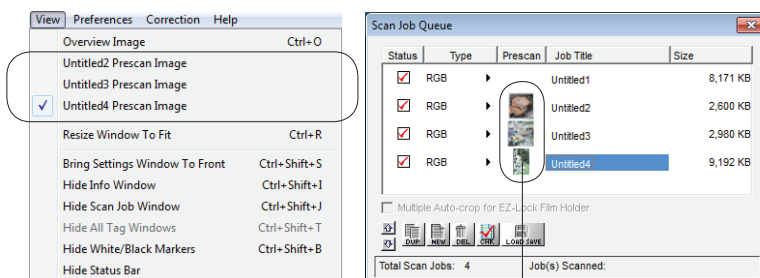 View Preferences Correction Help
Overview Image Ctrl+O
Untitled2 Prescan Image
Untitled3 Prescan Image
✓ Untitled4 Prescan Image
Resize Window To Fit Ctrl+R
Bring Settings Window To Front Ctrl+Shift+S
Hide Info Window Ctrl+Shift+I
Hide Scan Job Window Ctrl+Shift+J
Hide All Tag Windows Ctrl+Shift+T
Hide White/Black Markers Ctrl+Shift+B
Hide Status Bar
Scan Job Queue
Status Type Prescan Job Title Size
RGB Untitled1 8,171 KB
RGB Untitled2 2,600 KB
RGB Untitled3 2,980 KB
RGB Untitled4 9,192 KB
Multiple Auto-crop for EZ-Lock Film Holder
DUP. NEW DEL. CHK LOAD/SAVE
Total Scan Jobs: 4 Job(s) Scanned: